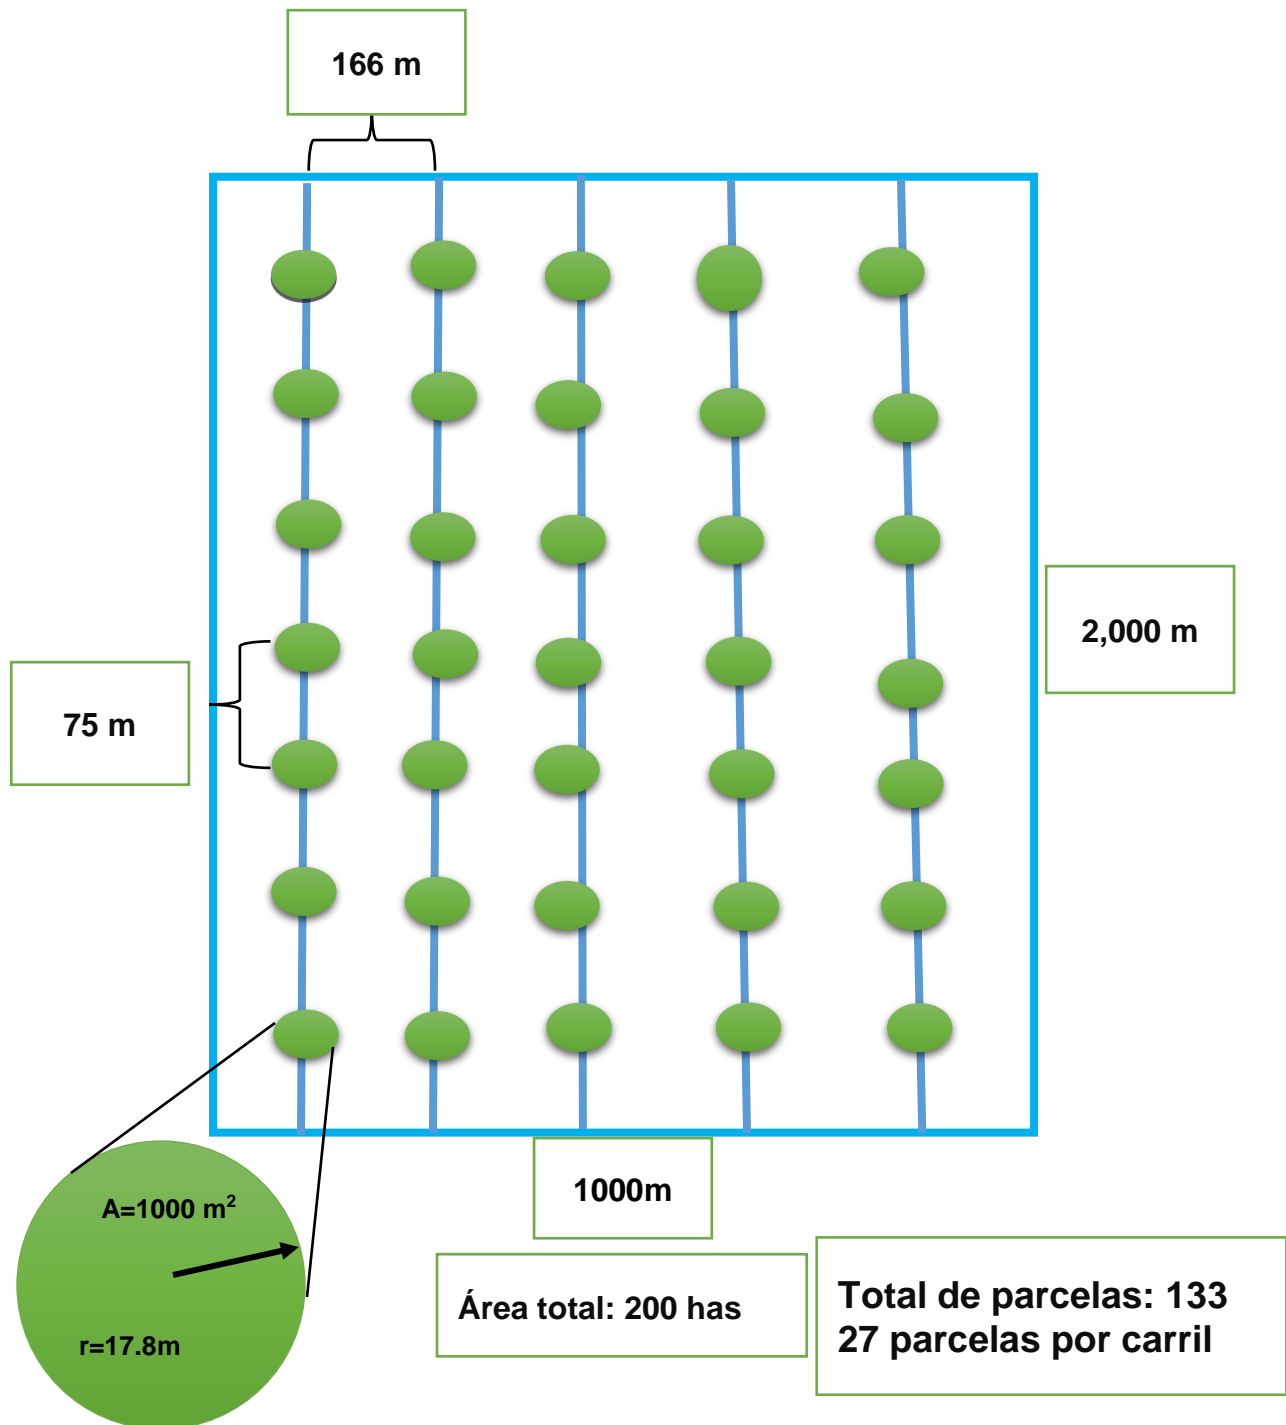 166 m
75 m
2,000 m
1000m
A=1000 m²
r=17.8m
Área total: 200 has
Total de parcelas: 133
27 parcelas por carril